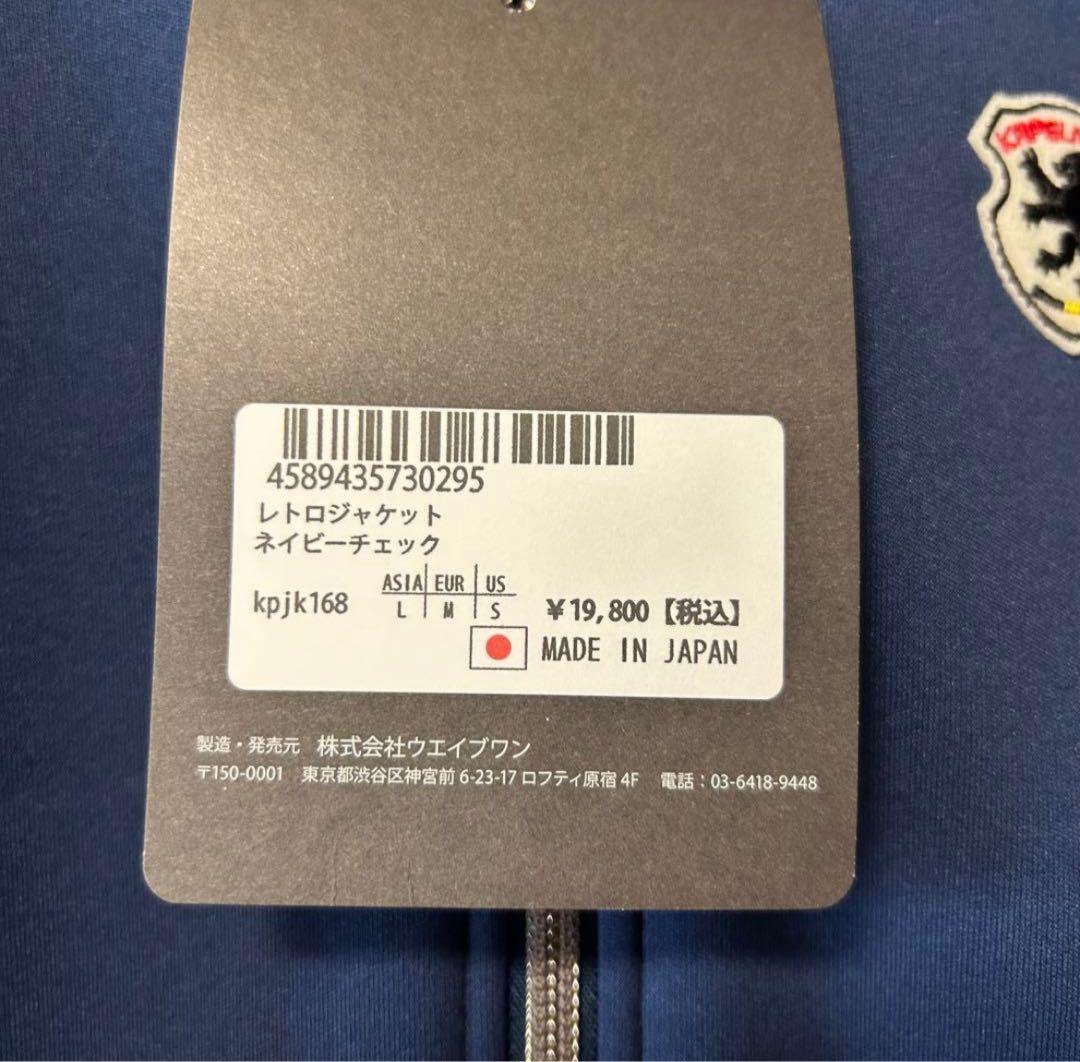 4589435730295
レトロジャケット
ネイビーチェック
kpjk168
ASIA EUR US
L M S
￥19,800【税込】
MADE IN JAPAN
製造・発売元 株式会社ウエイブワン
〒150-0001 東京都渋谷区神宮前 6-23-17 ロフティ原宿 4F 電話：03-6418-9448